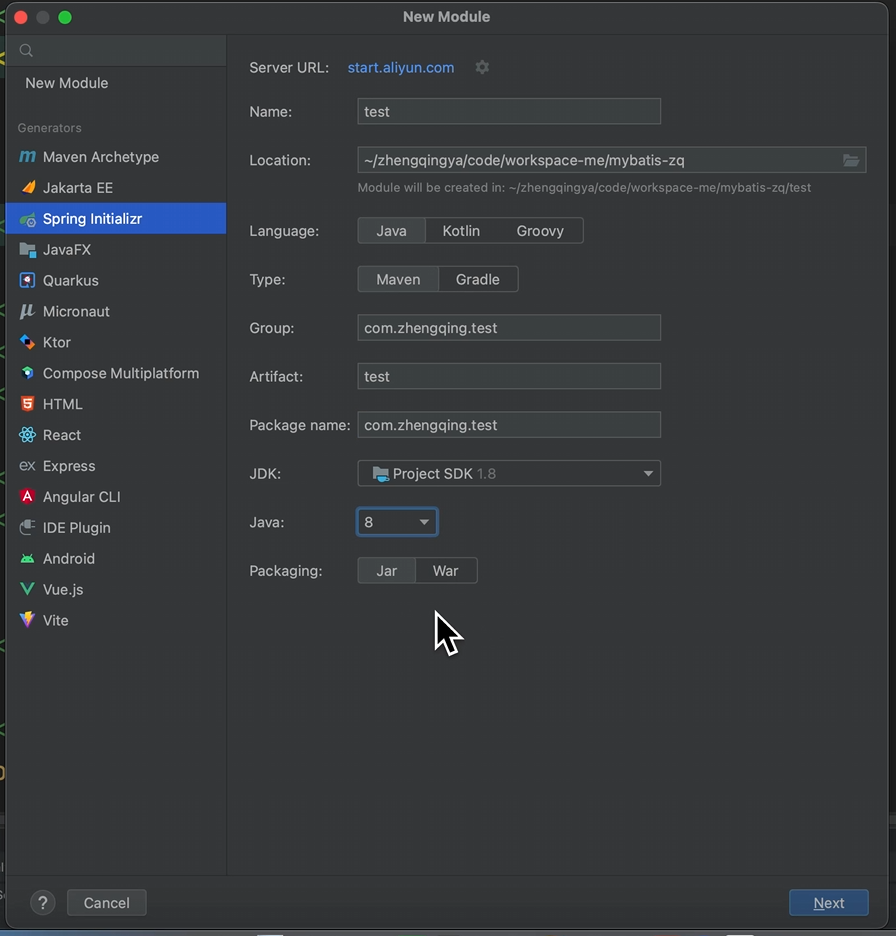 New Module
New Module
Generators
Maven Archetype
Jakarta EE
Spring Initializr
JavaFX
Quarkus
Micronaut
Ktor
Compose Multiplatform
HTML
React
ex Express
Angular CLI
IDE Plugin
Android
Vue.js
Vite
Server URL: start.aliyun.com
Name: test
Location: ~/zhengqingya/code/workspace-me/mybatis-zq
Module will be created in: ~/zhengqingya/code/workspace-me/mybatis-zq/test
Language: Java Kotlin Groovy
Type: Maven Gradle
Group: com.zhengqing.test
Artifact: test
Package name: com.zhengqing.test
JDK: Project SDK 1.8
Java: 8
Packaging: Jar War
? Cancel Next